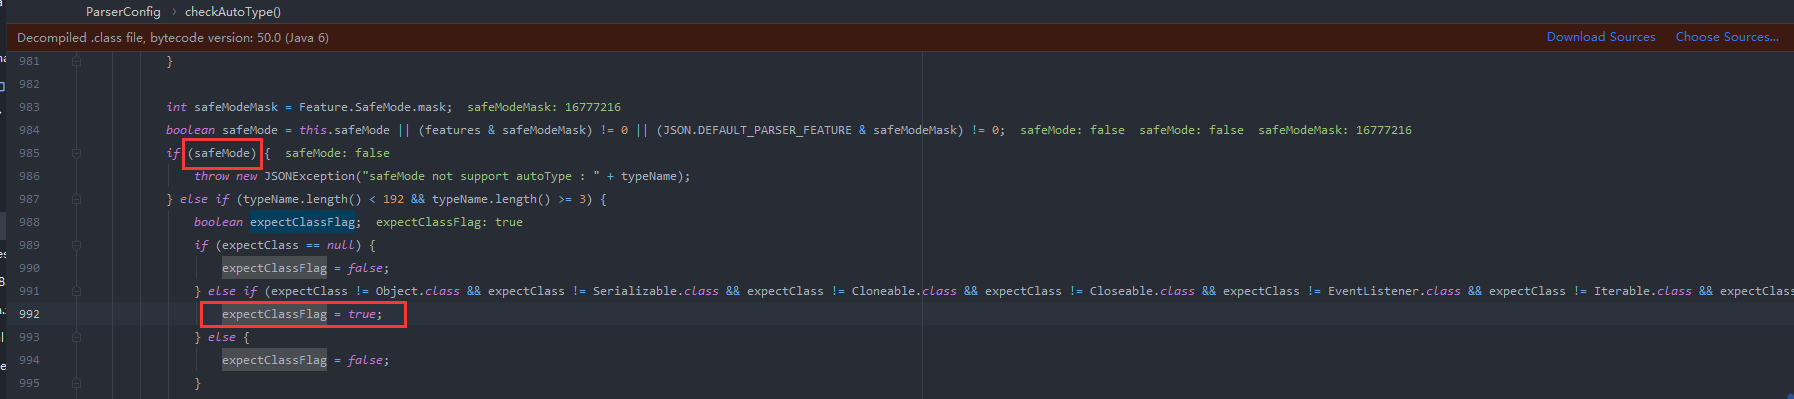 ParserConfig › checkAutoType()
Decompiled .class file, bytecode version: 50.0 (Java 6) Download Sources Choose Sources...
981 }
982
983 int safeModeMask = Feature.SafeMode.mask; safeModeMask: 16777216
984 boolean safeMode = this.safeMode || (features & safeModeMask) != 0 || (JSON.DEFAULT_PARSER_FEATURE & safeModeMask) != 0; safeMode: false safeMode: false safeModeMask: 16777216
985 if (safeMode) { safeMode: false
986 throw new JSONException("safeMode not support autoType : " + typeName);
987 } else if (typeName.length() < 192 && typeName.length() >= 3) {
988 boolean expectClassFlag; expectClassFlag: true
989 if (expectClass == null) {
990 expectClassFlag = false;
991 } else if (expectClass != Object.class && expectClass != Serializable.class && expectClass != Cloneable.class && expectClass != Closeable.class && expectClass != EventListener.class && expectClass != Iterable.class && expectClass
992 expectClassFlag = true;
993 } else {
994 expectClassFlag = false;
995 }